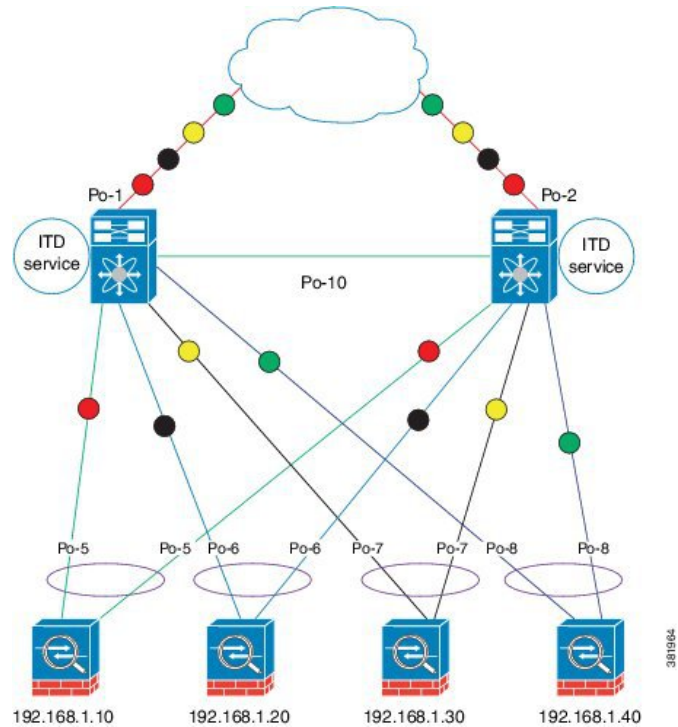 Po-1
Po-2
ITD
service
ITD
service
Po-10
Po-5
Po-5
Po-6
Po-6
Po-7
Po-7
Po-8
Po-8
192.168.1.10
192.168.1.20
192.168.1.30
192.168.1.40
381964